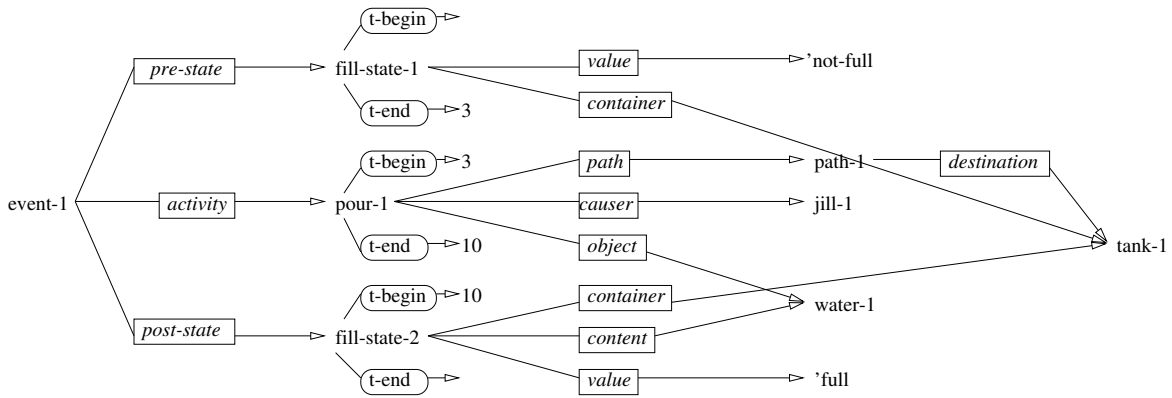 t-begin
pre-state fill-state-1 value 'not-full
container
t-end 3
t-begin 3 path path-1 destination
event-1 activity pour-1 causer jill-1
t-end 10 object tank-1
t-begin 10 container water-1
post-state fill-state-2 content
t-end value 'full